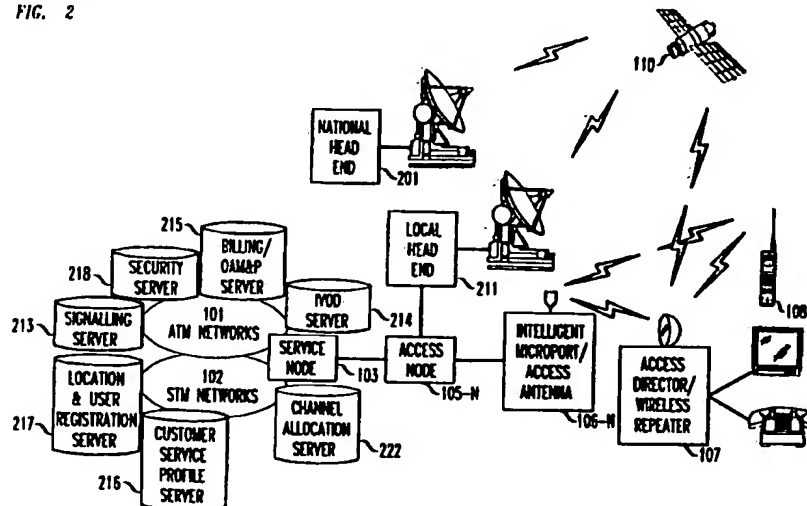 FIG. 2
110
NATIONAL
HEAD
END
201
215
BILLING/
OAM&P
SERVER
LOCAL
HEAD
END
211
218
SECURITY
SERVER
213
SIGNALLING
SERVER
101
ATM NETWORKS
IVOD
SERVER
214
108
102
STM NETWORKS
SERVICE
NODE
103
ACCESS
NODE
105-N
INTELLIGENT
MICROPORT/
ACCESS
ANTENNA
106-N
ACCESS
DIRECTOR/
WIRELESS
REPEATER
107
LOCATION
& USER
REGISTRATION
SERVER
217
CUSTOMER
SERVICE
PROFILE
SERVER
216
CHANNEL
ALLOCATION
SERVER
222